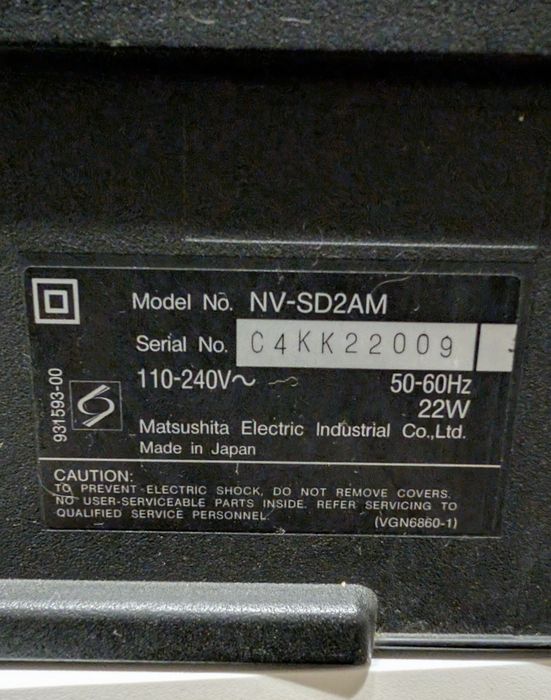 Model No. NV-SD2AM
Serial No. C4KK22009
110-240V~ 50-60Hz
22W
931593-00
Matsushita Electric Industrial Co.,Ltd.
Made in Japan
CAUTION:
TO PREVENT ELECTRIC SHOCK, DO NOT REMOVE COVERS.
NO USER-SERVICEABLE PARTS INSIDE. REFER SERVICING TO
QUALIFIED SERVICE PERSONNEL.
(VGN6860-1)